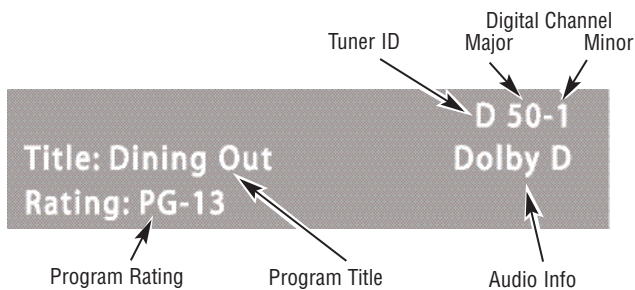 Digital Channel
Tuner ID Major Minor
D 50-1
Title: Dining Out Dolby D
Rating: PG-13
Program Rating Program Title Audio Info